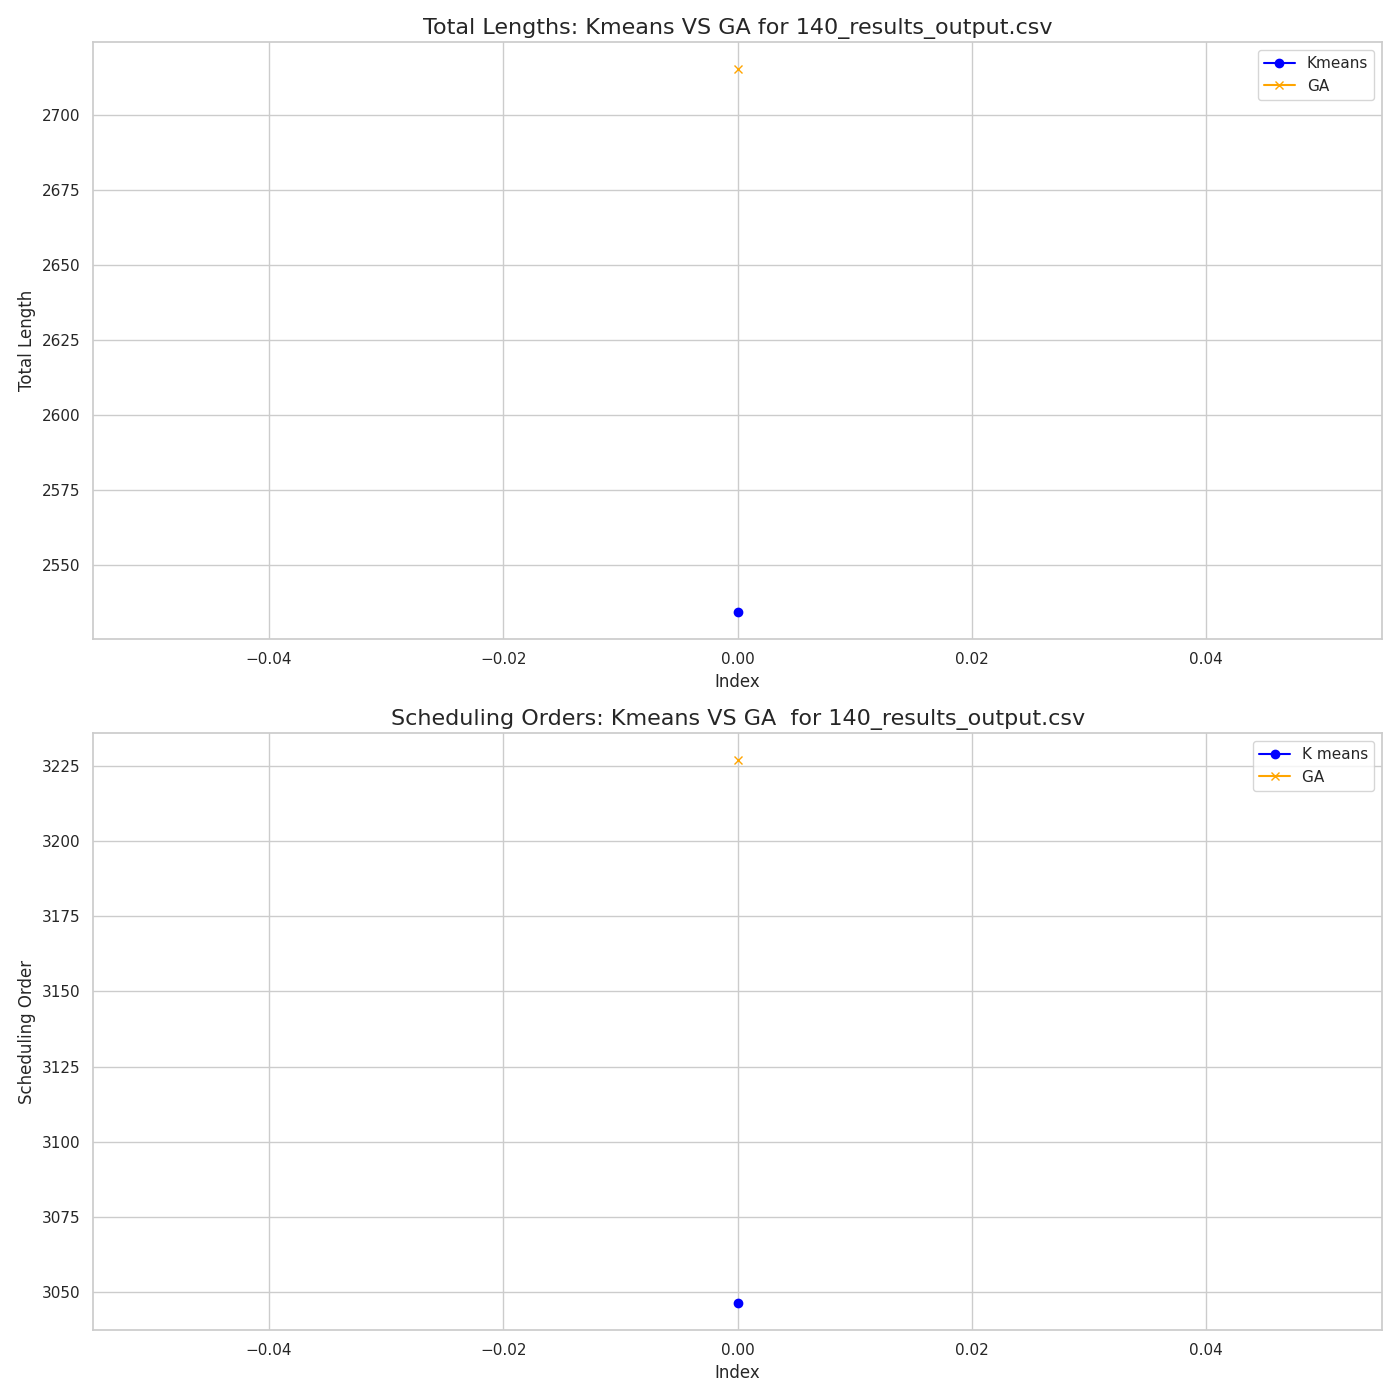 Total Lengths: Kmeans VS GA for 140_results_output.csv
Kmeans
GA
2700
2675
2650
2625
2600
2575
2550
Total Length
−0.04 −0.02 0.00 0.02 0.04
Index
Scheduling Orders: Kmeans VS GA  for 140_results_output.csv
K means
GA
3225
3200
3175
3150
3125
3100
3075
3050
Scheduling Order
−0.04 −0.02 0.00 0.02 0.04
Index